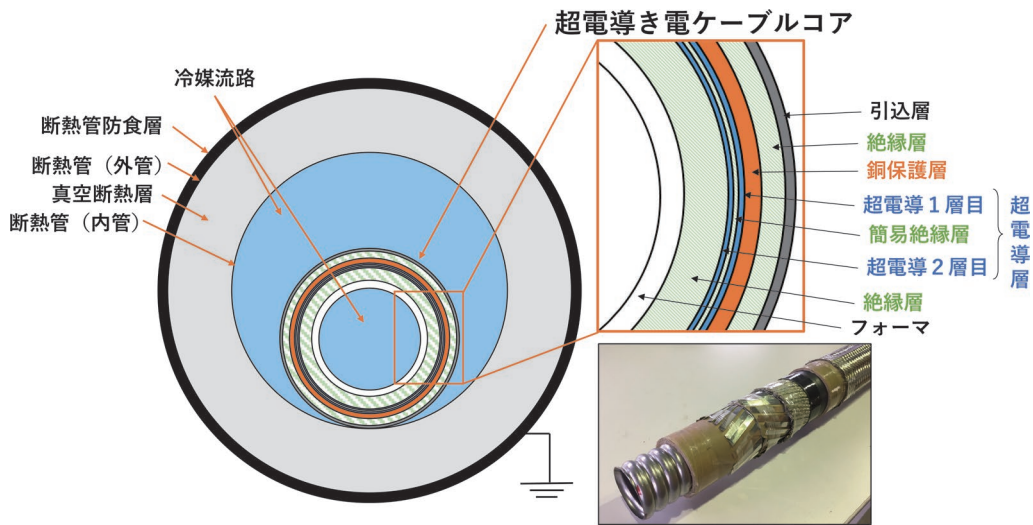 超電導き電ケーブルコア
冷媒流路
断熱管防食層
断熱管（外管）
真空断熱層
断熱管（内管）
引込層
絶縁層
銅保護層
超電導１層目
簡易絶縁層
超電導２層目
超電導層
絶縁層
フォーマ